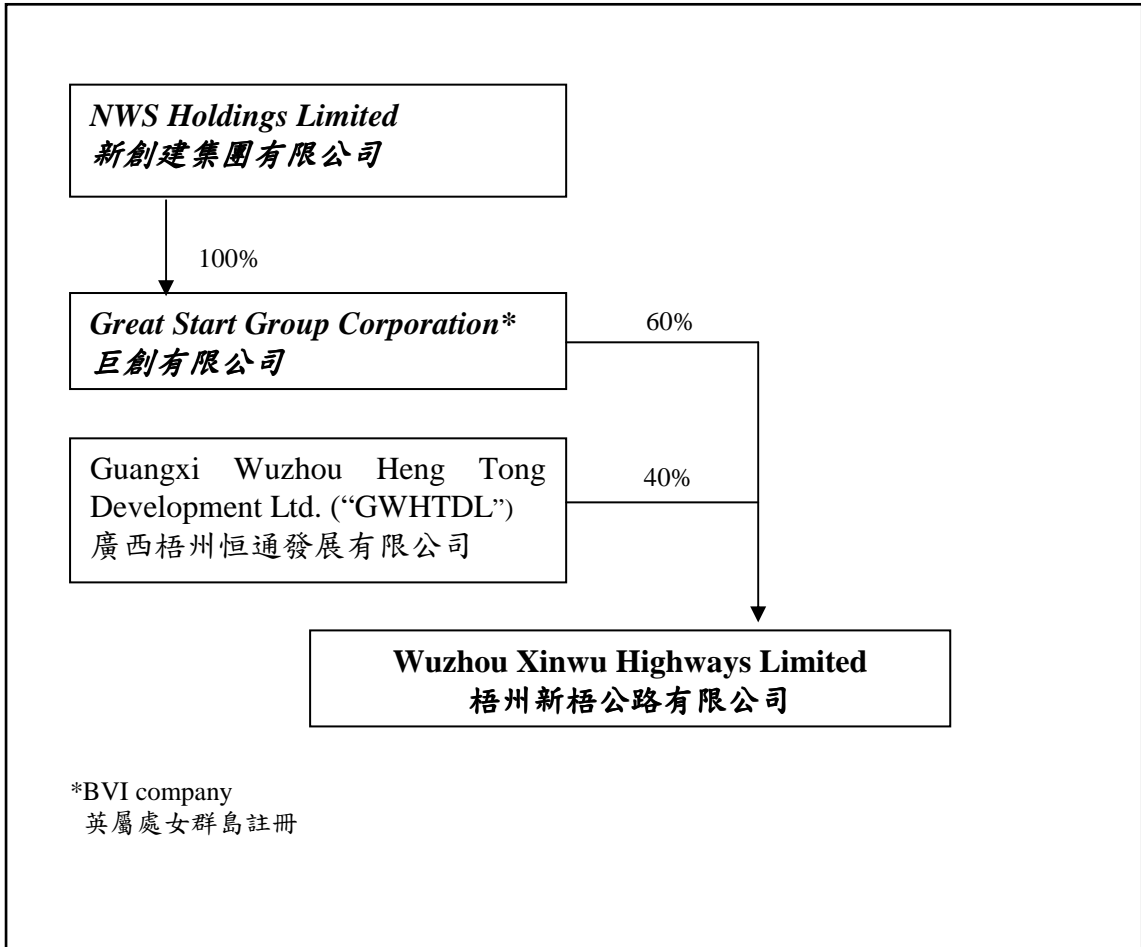 NWS Holdings Limited
新創建集團有限公司
100%
Great Start Group Corporation*
巨創有限公司
60%
Guangxi Wuzhou Heng Tong
Development Ltd. (“GWHTDL”)
廣西梧州恒通發展有限公司
40%
Wuzhou Xinwu Highways Limited
梧州新梧公路有限公司
*BVI company
英屬處女群島註冊